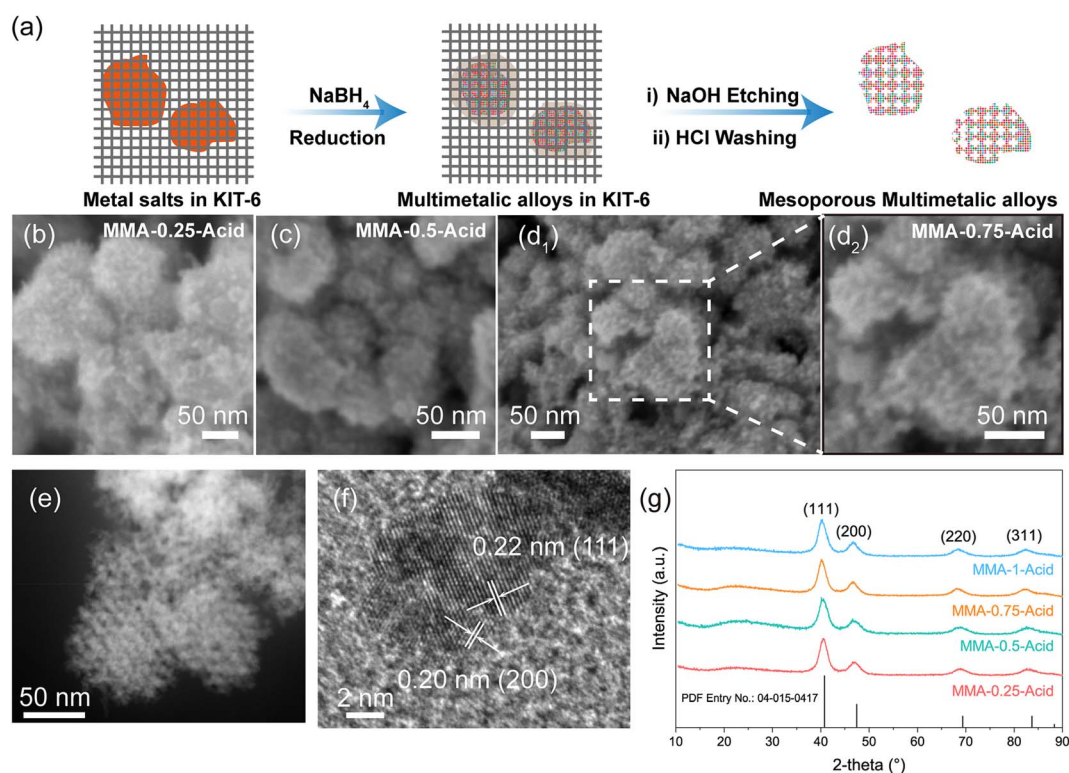 (a)
NaBH4
Reduction
i) NaOH Etching
ii) HCl Washing
Metal salts in KIT-6
Multimetalic alloys in KIT-6
Mesoporous Multimetalic alloys
(b)
MMA-0.25-Acid
50 nm
(c)
MMA-0.5-Acid
50 nm
(d1)
50 nm
(d2)
MMA-0.75-Acid
50 nm
(e)
50 nm
(f)
0.22 nm (111)
0.20 nm (200)
2 nm
(g)
(111)
(200)
(220)
(311)
MMA-1-Acid
MMA-0.75-Acid
MMA-0.5-Acid
MMA-0.25-Acid
PDF Entry No.: 04-015-0417
Intensity (a.u.)
10 20 30 40 50 60 70 80 90
2-theta (°)